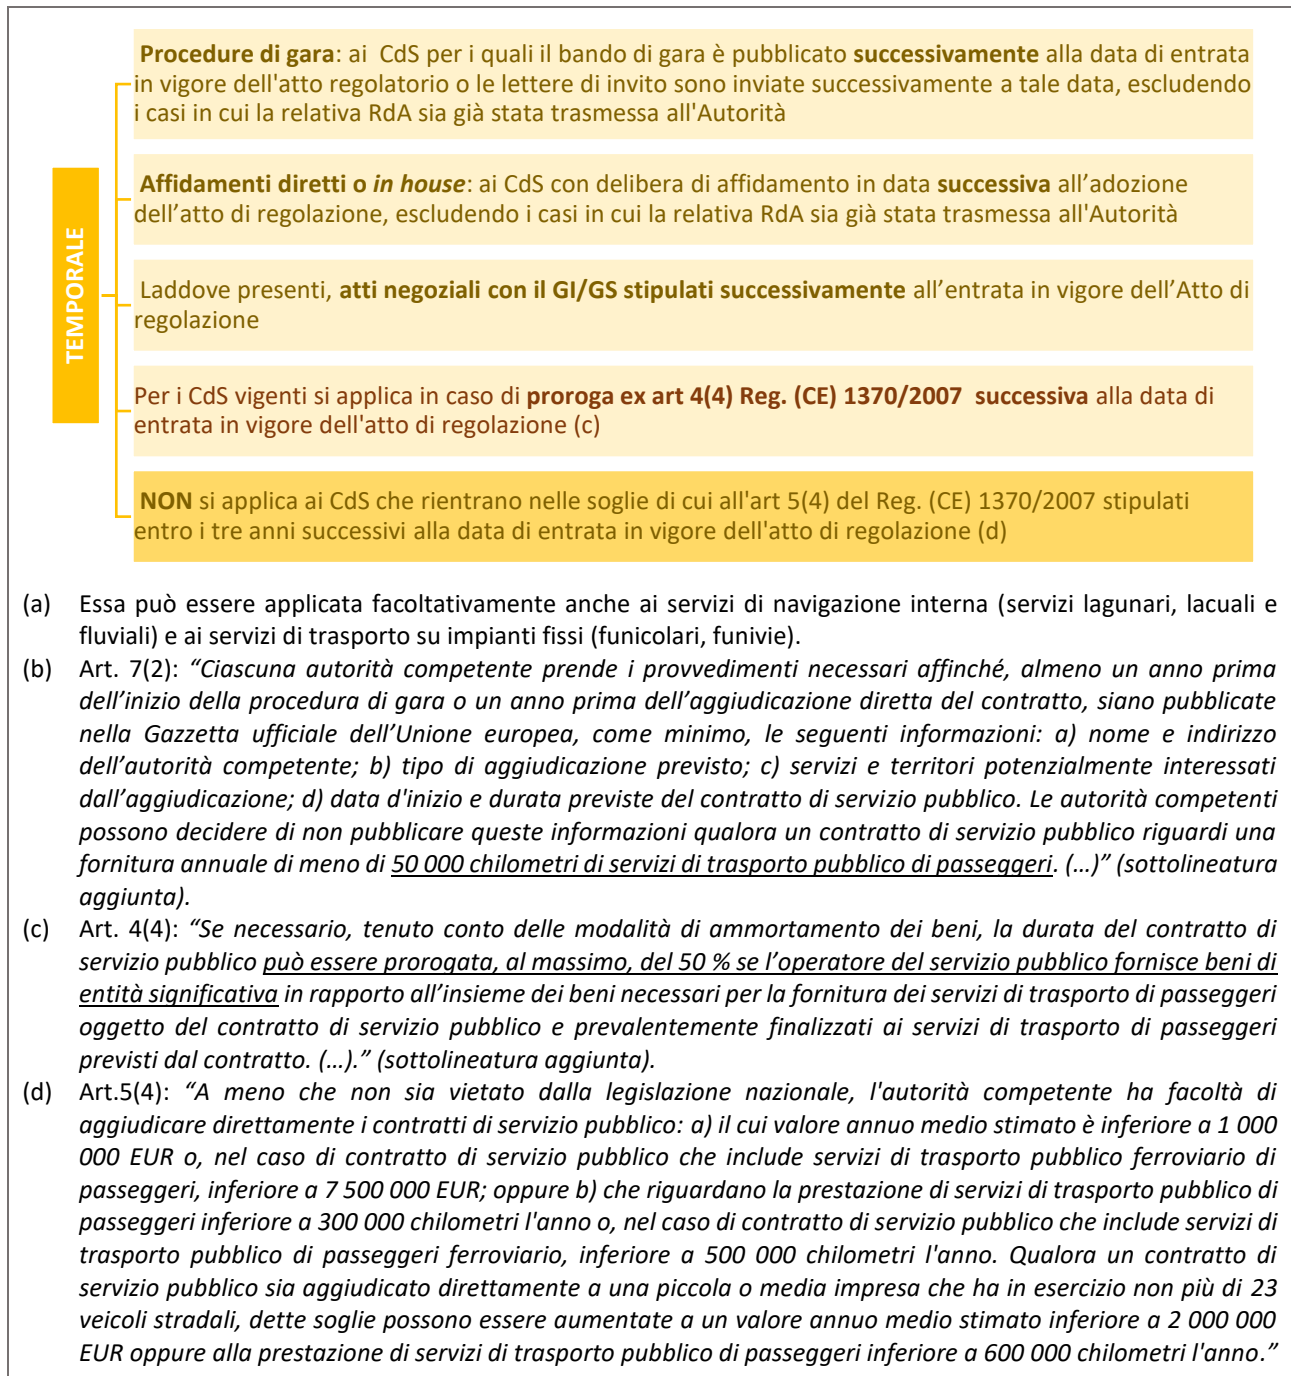 Procedure di gara: ai CdS per i quali il bando di gara è pubblicato successivamente alla data di entrata
in vigore dell'atto regolatorio o le lettere di invito sono inviate successivamente a tale data, escludendo
i casi in cui la relativa RdA sia già stata trasmessa all'Autorità
TEMPORALE
Affidamenti diretti o in house: ai CdS con delibera di affidamento in data successiva all’adozione
dell’atto di regolazione, escludendo i casi in cui la relativa RdA sia già stata trasmessa all'Autorità
Laddove presenti, atti negoziali con il GI/GS stipulati successivamente all’entrata in vigore dell’Atto di
regolazione
Per i CdS vigenti si applica in caso di proroga ex art 4(4) Reg. (CE) 1370/2007 successiva alla data di
entrata in vigore dell'atto di regolazione (c)
NON si applica ai CdS che rientrano nelle soglie di cui all'art 5(4) del Reg. (CE) 1370/2007 stipulati
entro i tre anni successivi alla data di entrata in vigore dell'atto di regolazione (d)
(a) Essa può essere applicata facoltativamente anche ai servizi di navigazione interna (servizi lagunari, lacuali e
fluviali) e ai servizi di trasporto su impianti fissi (funicolari, funivie).
(b) Art. 7(2): “Ciascuna autorità competente prende i provvedimenti necessari affinché, almeno un anno prima
dell’inizio della procedura di gara o un anno prima dell’aggiudicazione diretta del contratto, siano pubblicate
nella Gazzetta ufficiale dell’Unione europea, come minimo, le seguenti informazioni: a) nome e indirizzo
dell’autorità competente; b) tipo di aggiudicazione previsto; c) servizi e territori potenzialmente interessati
dall’aggiudicazione; d) data d'inizio e durata previste del contratto di servizio pubblico. Le autorità competenti
possono decidere di non pubblicare queste informazioni qualora un contratto di servizio pubblico riguardi una
fornitura annuale di meno di 50 000 chilometri di servizi di trasporto pubblico di passeggeri. (…)” (sottolineatura
aggiunta).
(c) Art. 4(4): “Se necessario, tenuto conto delle modalità di ammortamento dei beni, la durata del contratto di
servizio pubblico può essere prorogata, al massimo, del 50 % se l’operatore del servizio pubblico fornisce beni di
entità significativa in rapporto all’insieme dei beni necessari per la fornitura dei servizi di trasporto di passeggeri
oggetto del contratto di servizio pubblico e prevalentemente finalizzati ai servizi di trasporto di passeggeri
previsti dal contratto. (…).” (sottolineatura aggiunta).
(d) Art.5(4): “A meno che non sia vietato dalla legislazione nazionale, l'autorità competente ha facoltà di
aggiudicare direttamente i contratti di servizio pubblico: a) il cui valore annuo medio stimato è inferiore a 1 000
000 EUR o, nel caso di contratto di servizio pubblico che include servizi di trasporto pubblico ferroviario di
passeggeri, inferiore a 7 500 000 EUR; oppure b) che riguardano la prestazione di servizi di trasporto pubblico di
passeggeri inferiore a 300 000 chilometri l'anno o, nel caso di contratto di servizio pubblico che include servizi di
trasporto pubblico di passeggeri ferroviario, inferiore a 500 000 chilometri l'anno. Qualora un contratto di
servizio pubblico sia aggiudicato direttamente a una piccola o media impresa che ha in esercizio non più di 23
veicoli stradali, dette soglie possono essere aumentate a un valore annuo medio stimato inferiore a 2 000 000
EUR oppure alla prestazione di servizi di trasporto pubblico di passeggeri inferiore a 600 000 chilometri l'anno.”